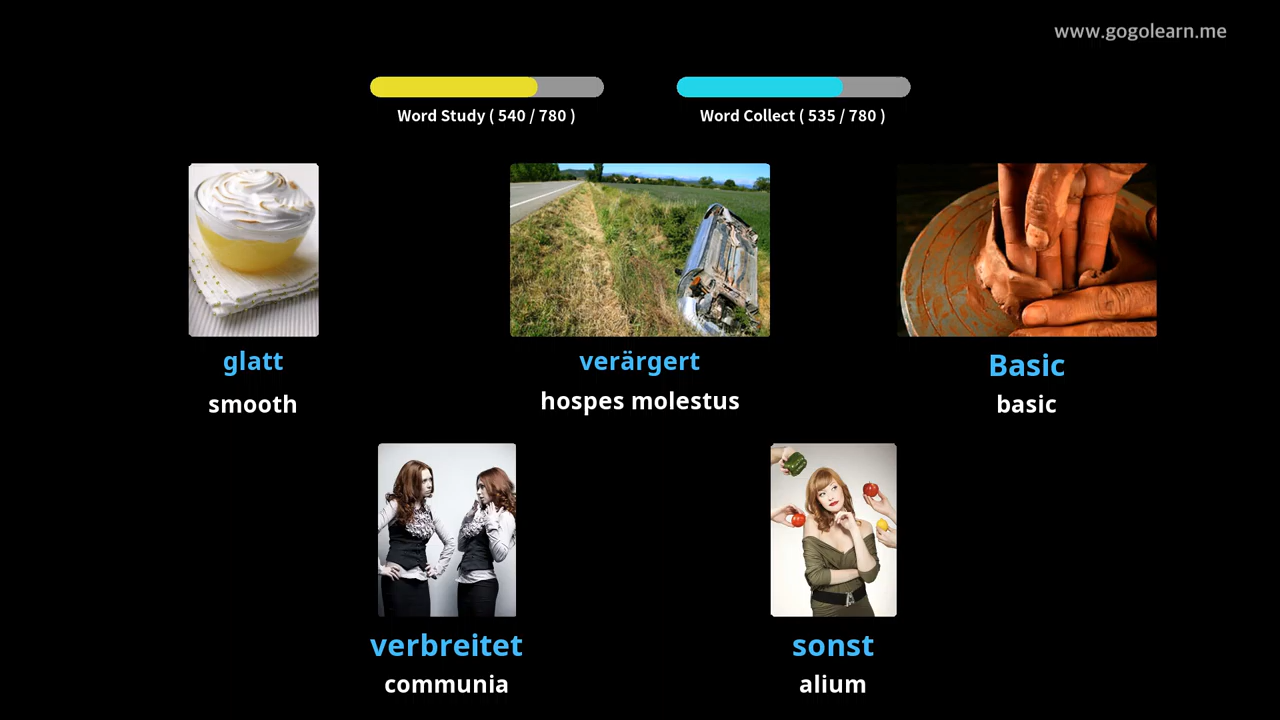 www.gogolearn.me
Word Study ( 540 / 780 )
Word Collect ( 535 / 780 )
glatt
smooth
verärgert
hospes molestus
Basic
basic
verbreitet
communia
sonst
alium